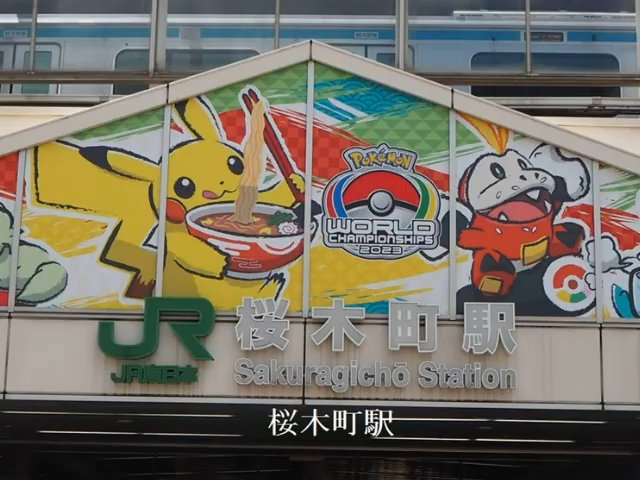 Pokémon
WORLD
CHAMPIONSHIPS
2023
JR 桜木町駅
JR東日本
Sakuragichō Station
桜木町駅